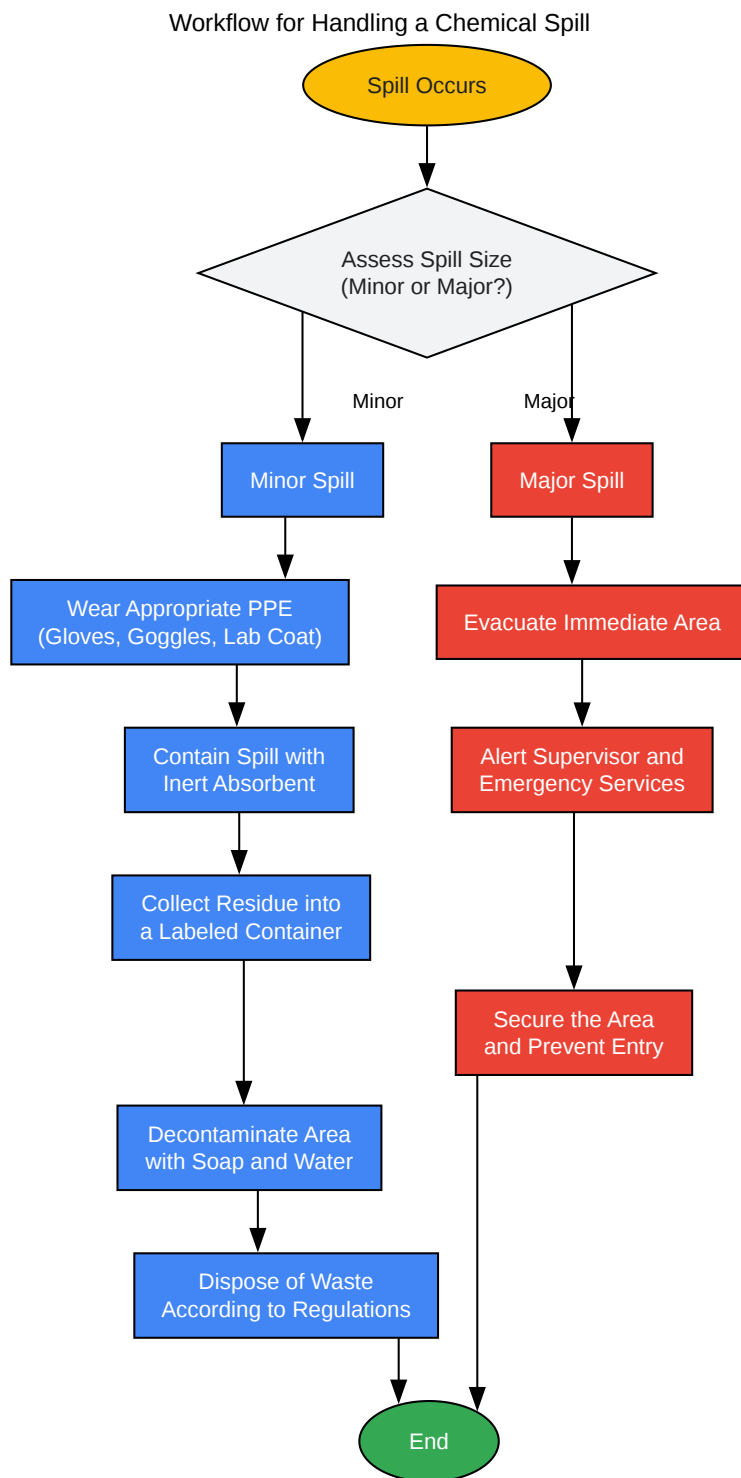 Workflow for Handling a Chemical Spill
Spill Occurs
Assess Spill Size
(Minor or Major?)
Minor
Major
Minor Spill
Major Spill
Wear Appropriate PPE
(Gloves, Goggles, Lab Coat)
Evacuate Immediate Area
Contain Spill with
Inert Absorbent
Alert Supervisor and
Emergency Services
Collect Residue into
a Labeled Container
Secure the Area
and Prevent Entry
Decontaminate Area
with Soap and Water
Dispose of Waste
According to Regulations
End